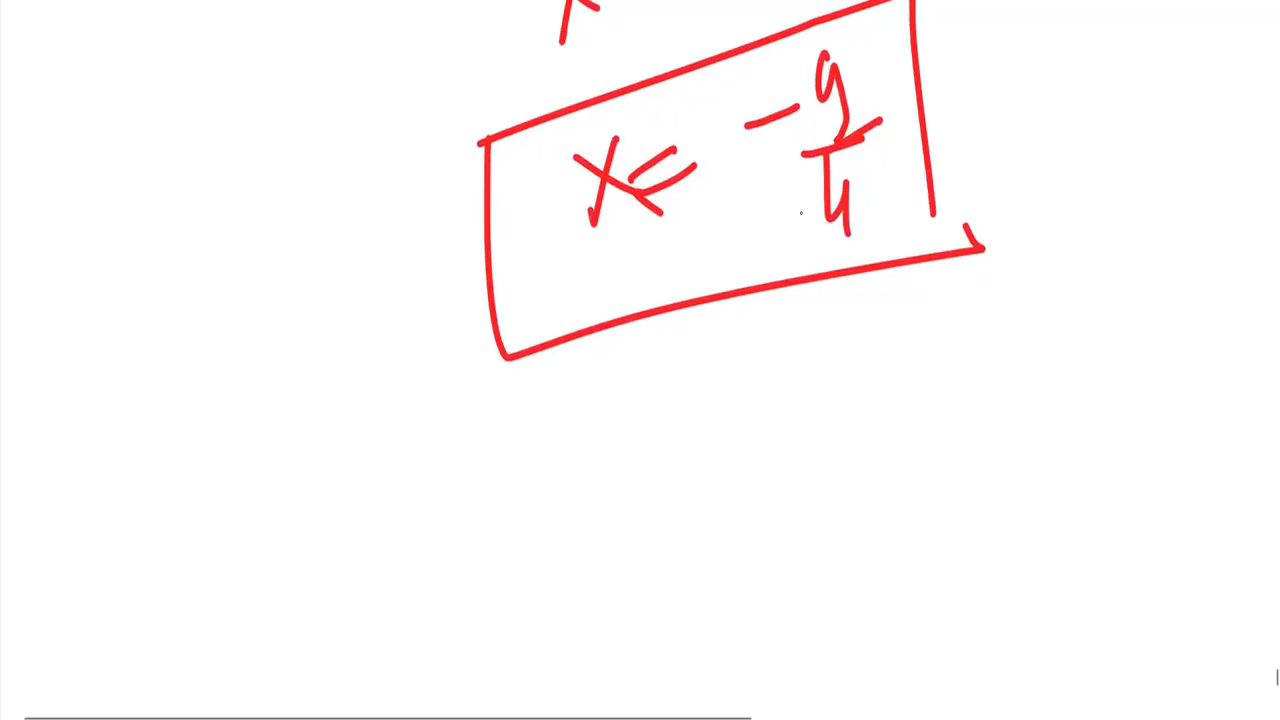 x = -9/4